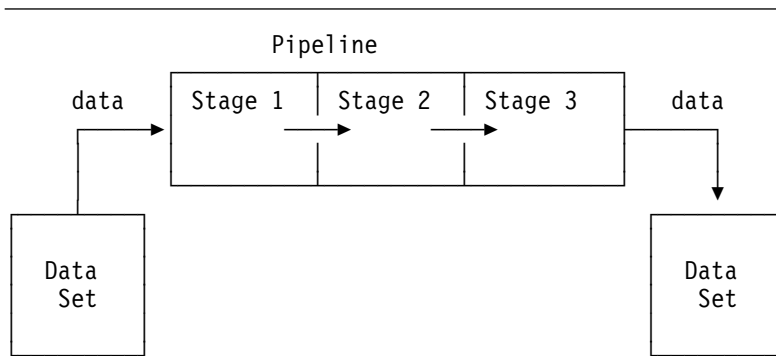 Pipeline
data
Stage 1
Stage 2
Stage 3
data
Data
Set
Data
Set